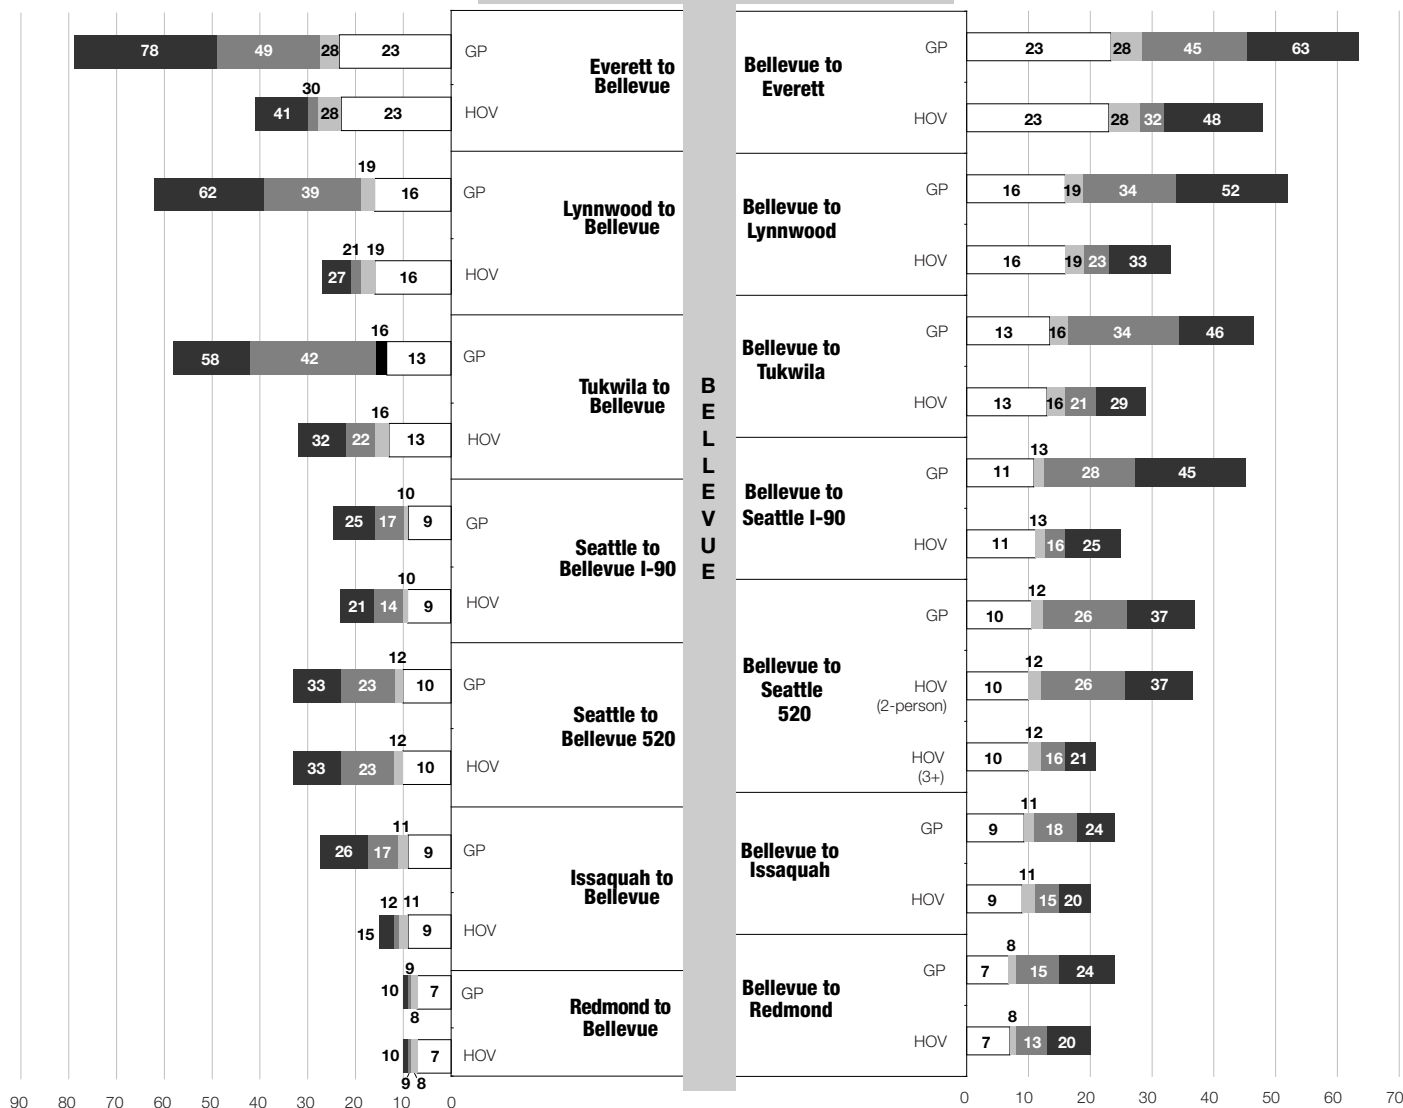 78 49 28 23 GP
Everett to
Bellevue
30
41 28 23 HOV
19
62 39 16 GP
Lynnwood to
Bellevue
21 19
27 16 HOV
16
58 42 13 GP
Tukwila to
Bellevue
16
32 22 13 HOV
10
25 17 9 GP
Seattle to
Bellevue I-90
10
21 14 9 HOV
12
33 23 10 GP
Seattle to
Bellevue 520
12
33 23 10 HOV
11
26 17 9 GP
Issaquah to
Bellevue
12 11
15 9 HOV
9
10 7 GP
8
Redmond to
Bellevue
10 7 HOV
9 8
90 80 70 60 50 40 30 20 10 0
B
E
L
L
E
V
U
E
Bellevue to
Everett
GP 23 28 45 63
HOV 23 28 32 48
Bellevue to
Lynnwood
GP 16 19 34 52
HOV 16 19 23 33
Bellevue to
Tukwila
GP 13 16 34 46
HOV 13 16 21 29
Bellevue to
Seattle I-90
13
GP 11 28 45
13
HOV 11 16 25
Bellevue to
Seattle
520
12
GP 10 26 37
12
HOV 10 26 37
(2-person)
12
HOV 10 16 21
(3+)
Bellevue to
Issaquah
11
GP 9 18 24
11
HOV 9 15 20
Bellevue to
Redmond
8
GP 7 15 24
8
HOV 7 13 20
0 10 20 30 40 50 60 70